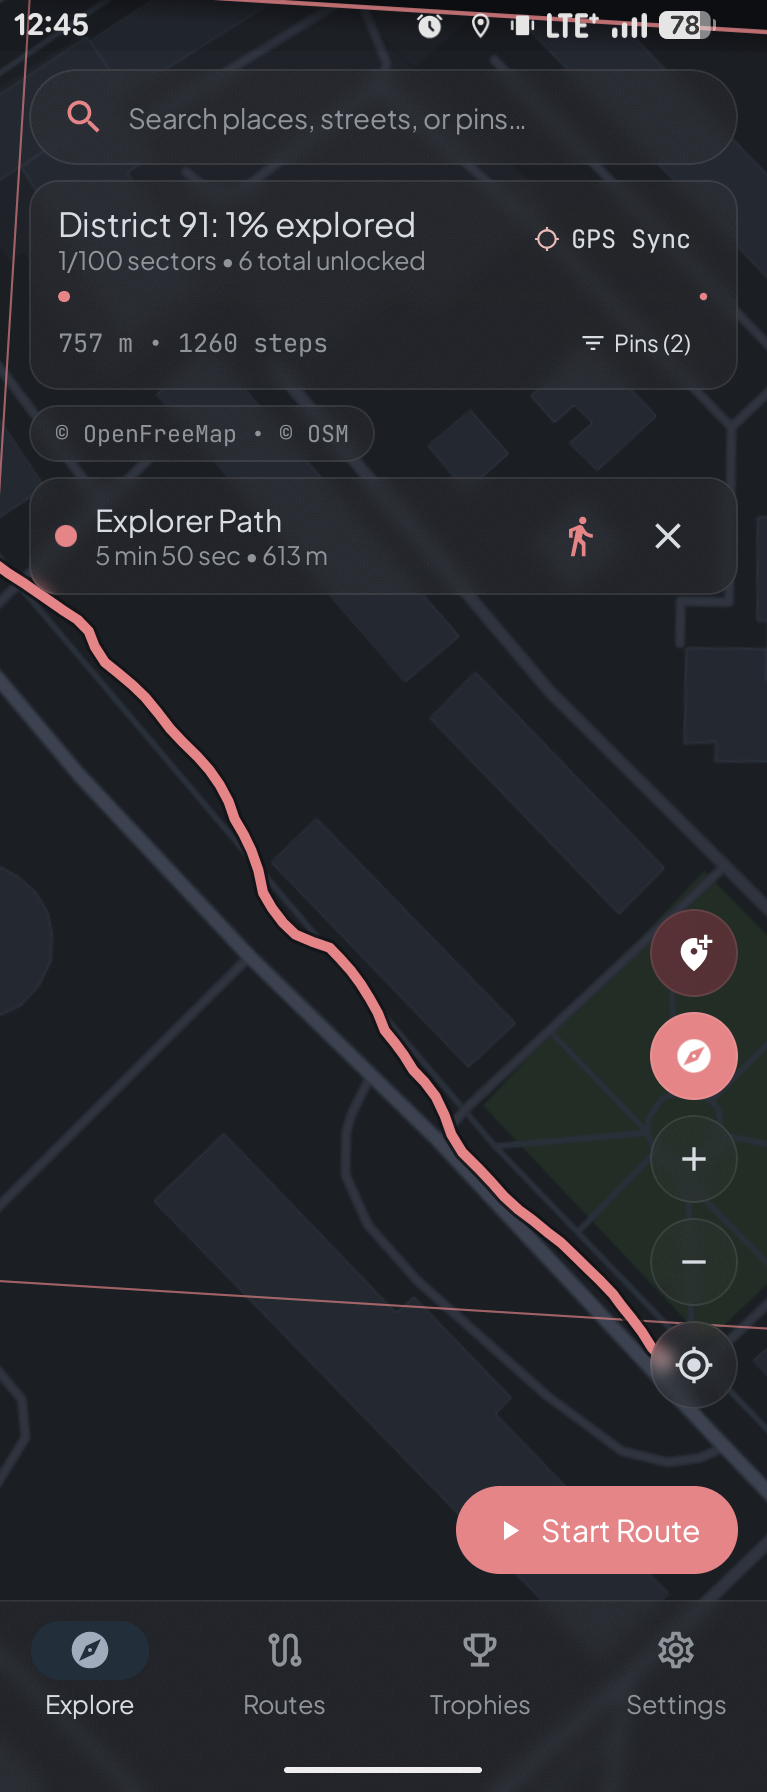 12:45
LTE+ 78
Search places, streets, or pins...
District 91: 1% explored
GPS Sync
1/100 sectors • 6 total unlocked
757 m • 1260 steps
Pins (2)
© OpenFreeMap • © OSM
Explorer Path
5 min 50 sec • 613 m
Start Route
Explore
Routes
Trophies
Settings